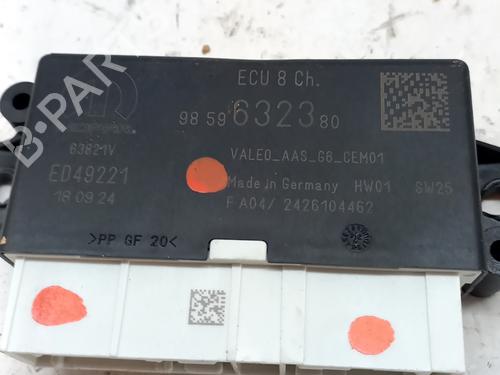 B-PARTS
ECU 8 Ch.
98 59 6323 80
63821V
VALEO_AAS_G6_CEM01
ED49221
Made in Germany HW01 SW25
18 09 24
F A04/ 2426104462
>PP GF 20<